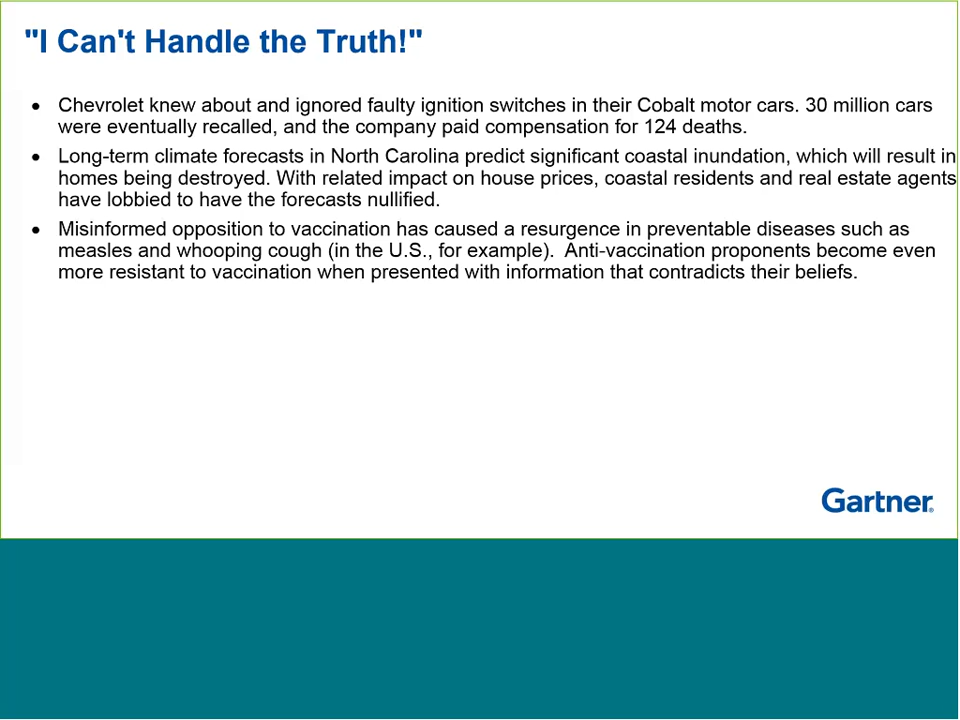 "I Can't Handle the Truth!"
• Chevrolet knew about and ignored faulty ignition switches in their Cobalt motor cars. 30 million cars
were eventually recalled, and the company paid compensation for 124 deaths.
• Long-term climate forecasts in North Carolina predict significant coastal inundation, which will result in
homes being destroyed. With related impact on house prices, coastal residents and real estate agents
have lobbied to have the forecasts nullified.
• Misinformed opposition to vaccination has caused a resurgence in preventable diseases such as
measles and whooping cough (in the U.S., for example).  Anti-vaccination proponents become even
more resistant to vaccination when presented with information that contradicts their beliefs.
Gartner®